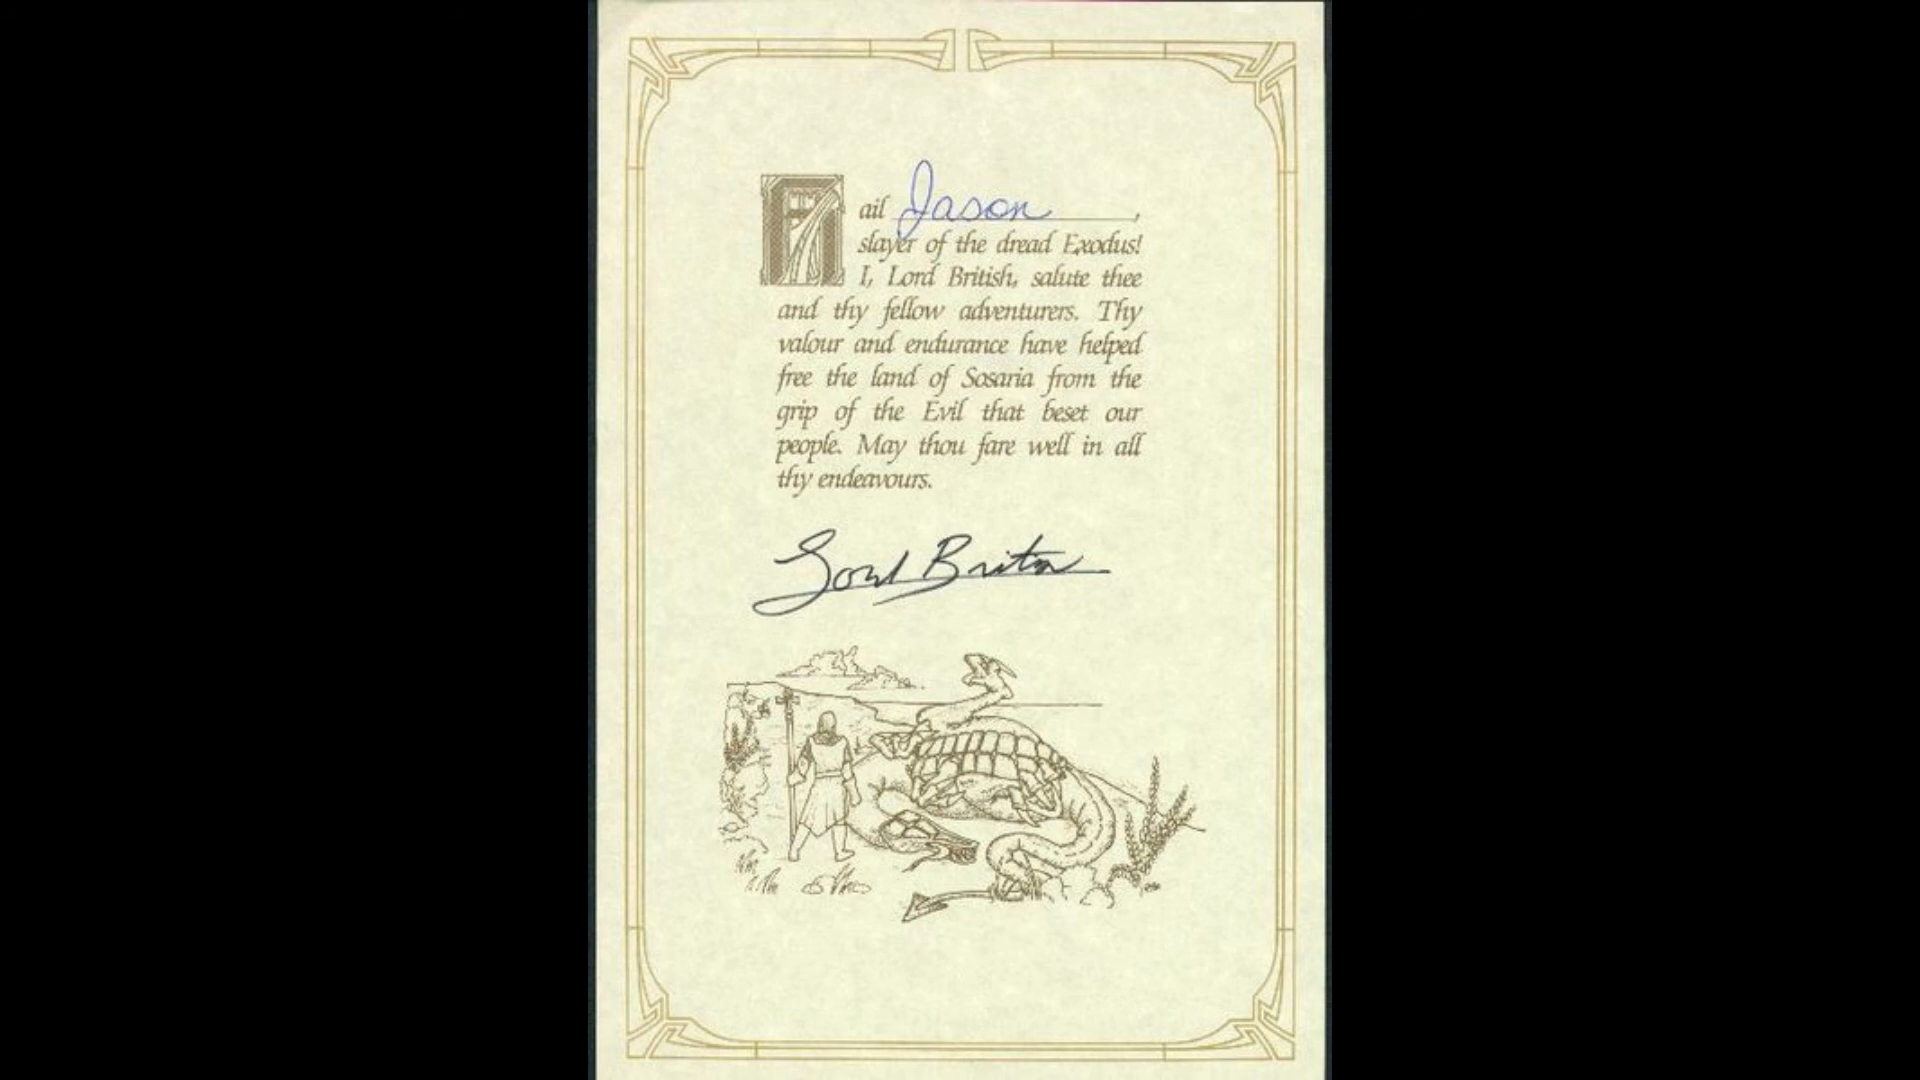 Hail Jason,
slayer of the dread Exodus!
I, Lord British, salute thee
and thy fellow adventurers. Thy
valour and endurance have helped
free the land of Sosaria from the
grip of the Evil that beset our
people. May thou fare well in all
thy endeavours.
Lord British